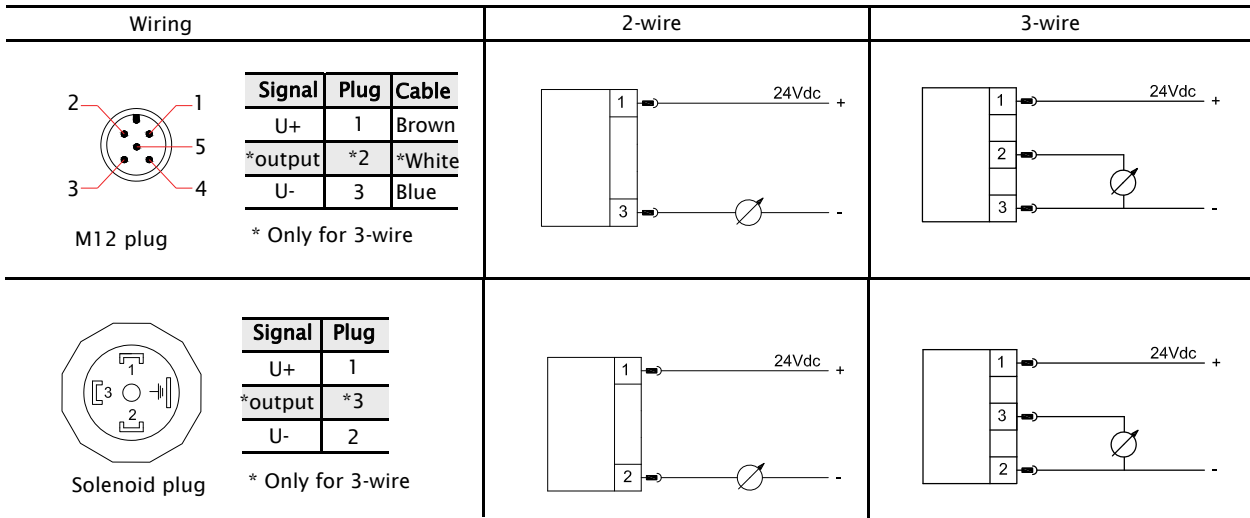 Wiring
2-wire
3-wire
2
1
5
3
4
M12 plug
Signal Plug Cable
U+ 1 Brown
*output *2 *White
U- 3 Blue
* Only for 3-wire
1
24Vdc +
3
-
1
24Vdc +
2
3
-
1
3
2
Solenoid plug
Signal Plug
U+ 1
*output *3
U- 2
* Only for 3-wire
1
24Vdc +
2
-
1
24Vdc +
3
2
-